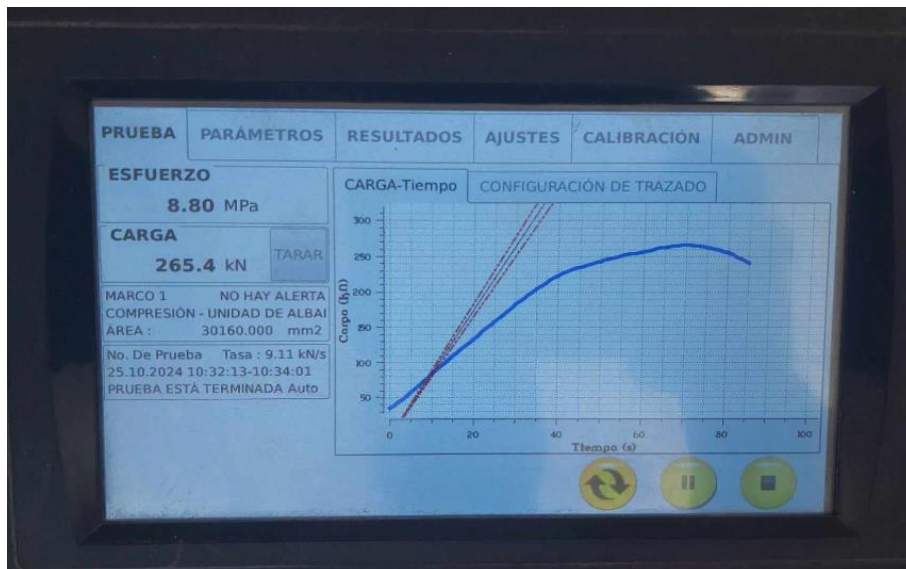 PRUEBA PARÁMETROS RESULTADOS AJUSTES CALIBRACIÓN ADMIN
ESFUERZO
8.80 MPa
CARGA
265.4 kN TARAR
MARCO 1 NO HAY ALERTA
COMPRESIÓN - UNIDAD DE ALBAI
ÁREA : 30160.000 mm2
No. De Prueba Tasa : 9.11 kN/s
25.10.2024 10:32:13-10:34:01
PRUEBA ESTÁ TERMINADA Auto
CARGA-Tiempo CONFIGURACIÓN DE TRAZADO
300
250
200
150
100
50
0 20 40 60 80 100
Tiempo (s)